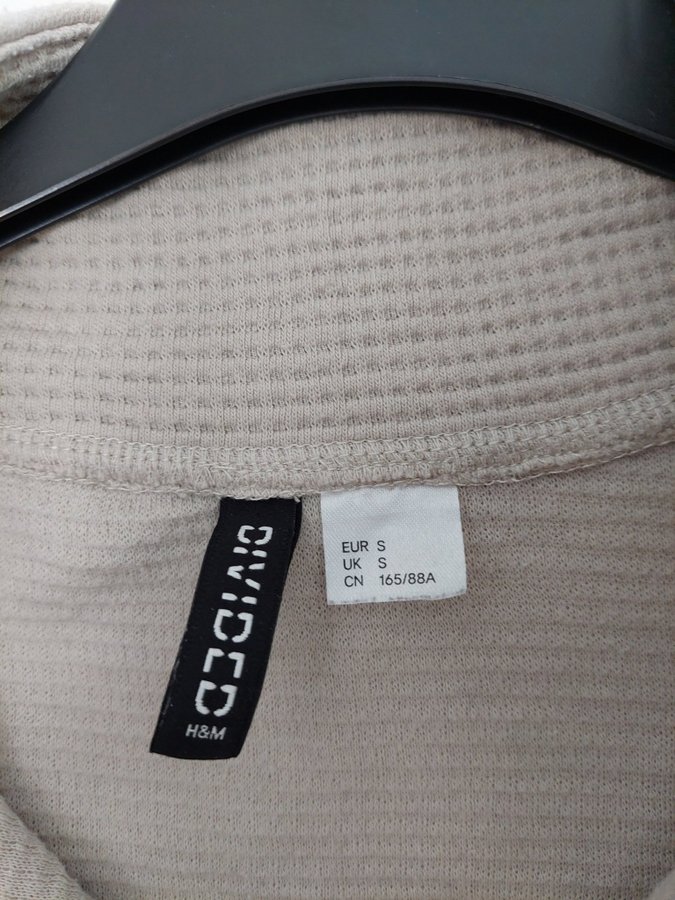 DIVIDED
H&M
EUR S
UK S
CN 165/88A